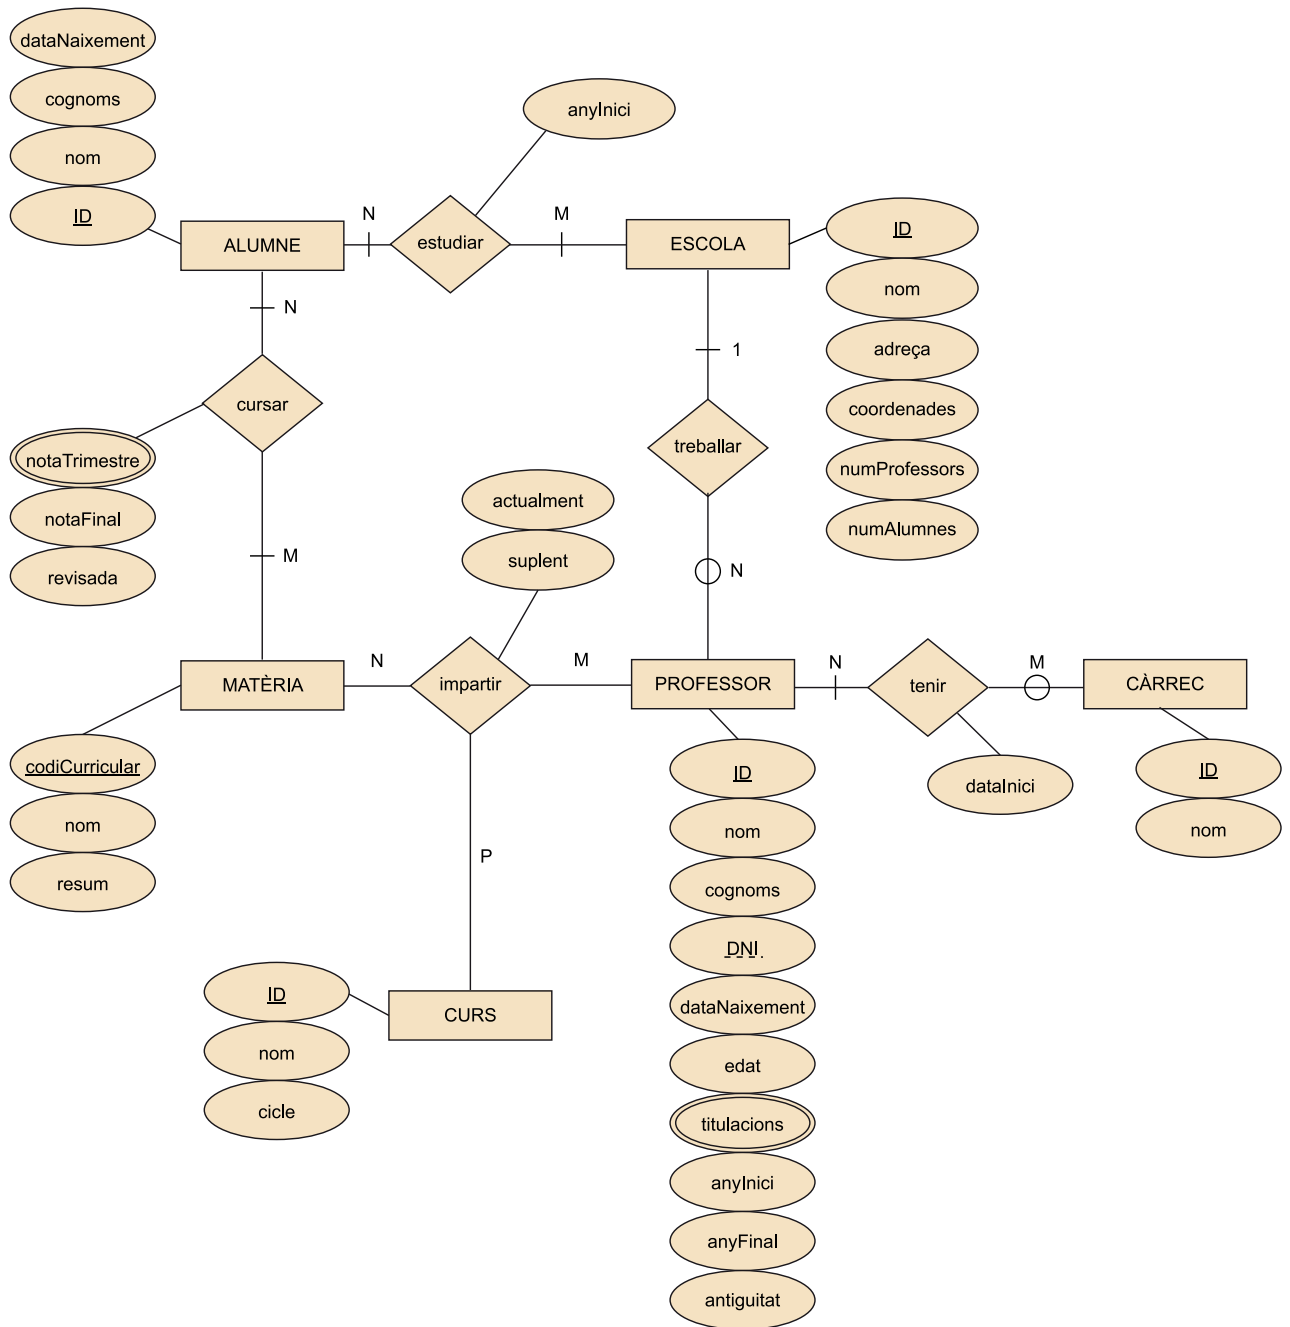 dataNaixement
cognoms
nom
ID
anyInici
ALUMNE
N
estudiar
M
ESCOLA
ID
nom
adreça
coordenades
numProfessors
numAlumnes
N
1
cursar
treballar
notaTrimestre
notaFinal
revisada
M
actualment
suplent
N
MATÈRIA
N
impartir
M
PROFESSOR
N
tenir
M
CÀRREC
codiCurricular
nom
resum
P
ID
nom
cognoms
DNI
dataNaixement
edat
titulacions
anyInici
anyFinal
antiguitat
dataInici
ID
nom
ID
nom
cicle
CURS